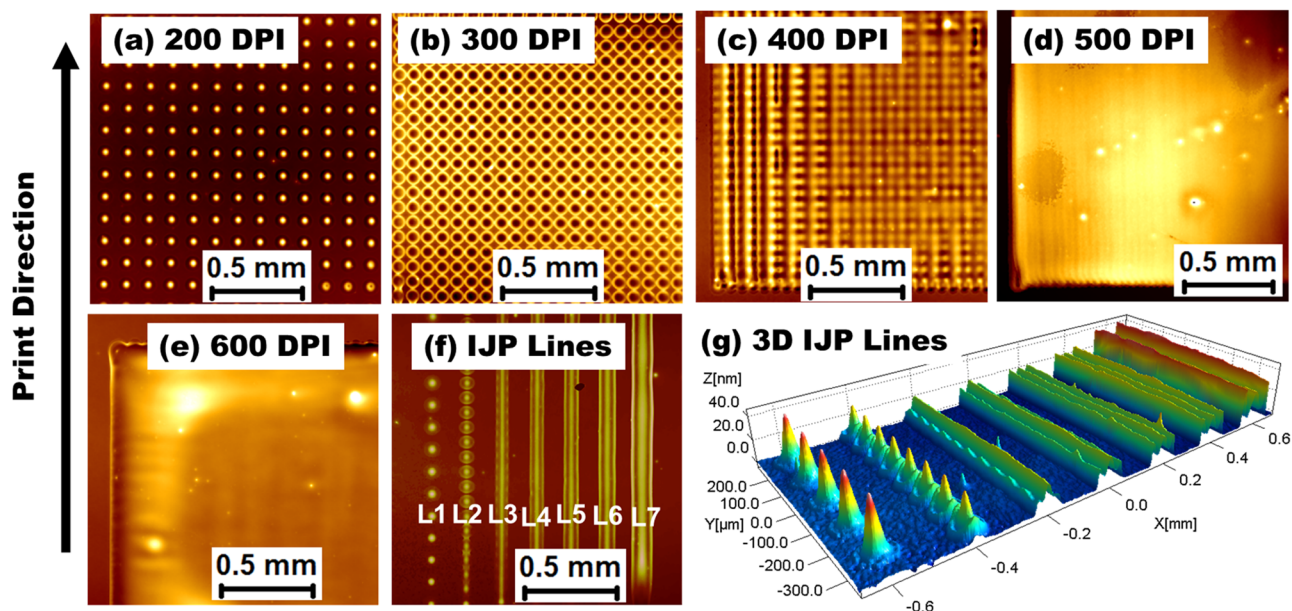 (a) 200 DPI
(b) 300 DPI
(c) 400 DPI
(d) 500 DPI
0.5 mm
0.5 mm
0.5 mm
0.5 mm
Print Direction
(e) 600 DPI
(f) IJP Lines
(g) 3D IJP Lines
L1 L2 L3 L4 L5 L6 L7
0.5 mm
0.5 mm
Z[nm]
40.0
20.0
0.0
200.0
100.0
Y[µm] 0.0
-100.0
-200.0
-300.0
-0.6
-0.4
-0.2
0.0
X[mm]
0.2
0.4
0.6